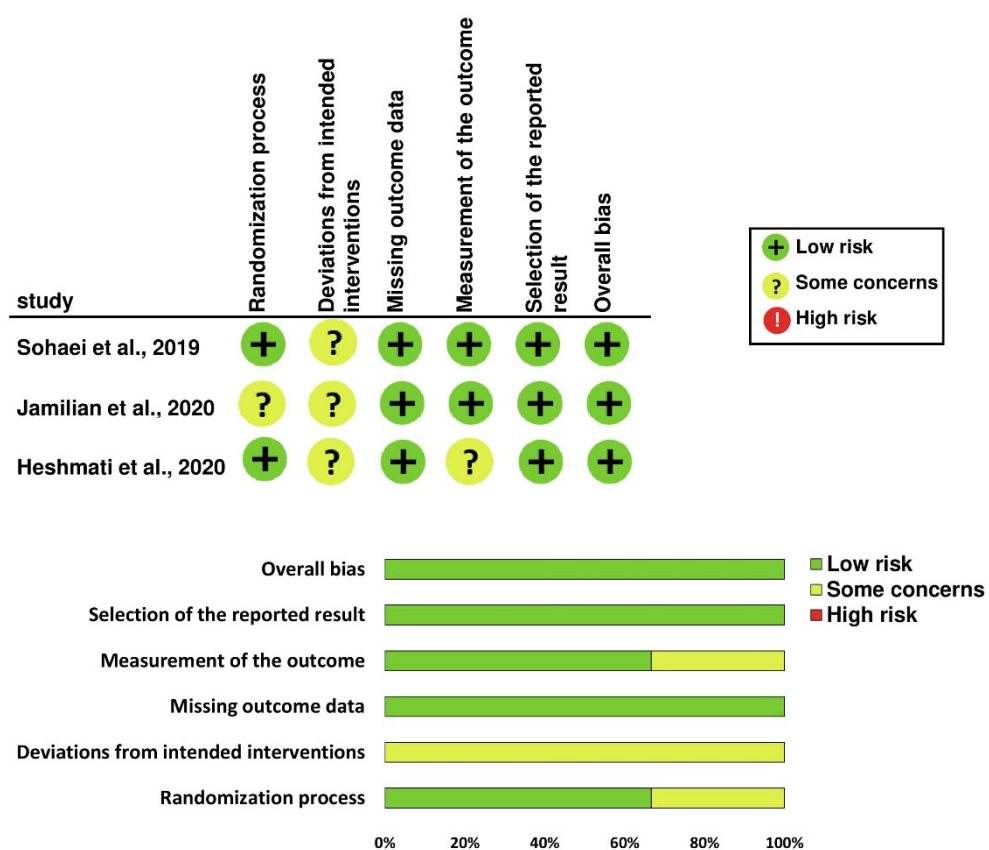 study
Randomization process
Deviations from intended
interventions
Missing outcome data
Measurement of the outcome
Selection of the reported
result
Overall bias
+ Low risk
? Some concerns
! High risk
Sohaei et al., 2019 + ? + + + +
Jamilian et al., 2020 ? ? + + + +
Heshmati et al., 2020 + ? + ? + +
Overall bias
Selection of the reported result
Measurement of the outcome
Missing outcome data
Deviations from intended interventions
Randomization process
0% 20% 40% 60% 80% 100%
Low risk
Some concerns
High risk